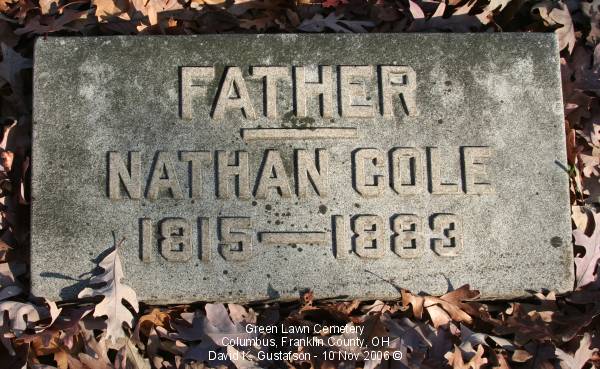 FATHER
NATHAN COLE
1815—1883
Green Lawn Cemetery
Columbus, Franklin County, OH
David K. Gustafson - 10 Nov 2006 ©